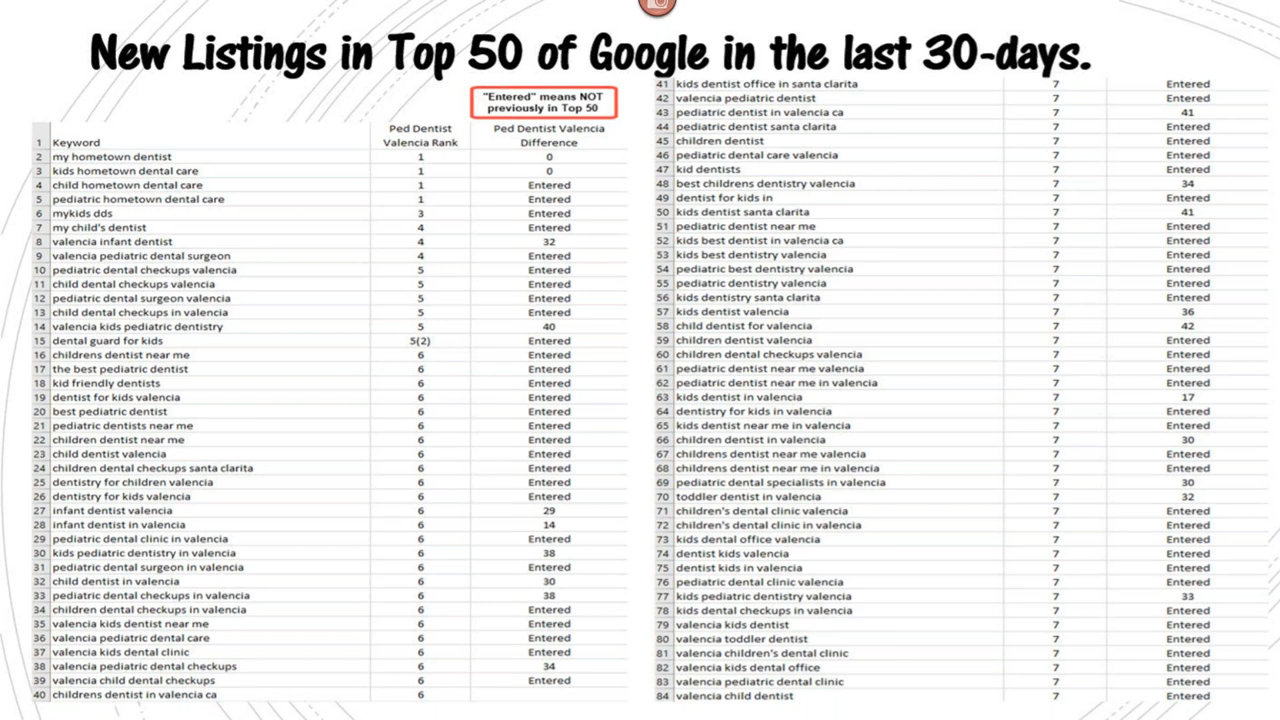 New Listings in Top 50 of Google in the last 30-days.
"Entered" means NOT
previously in Top 50
Ped Dentist Ped Dentist Valencia
1 Keyword Valencia Rank Difference
2 my hometown dentist 1 0
3 kids hometown dental care 1 0
4 child hometown dental care 1 Entered
5 pediatric hometown dental care 1 Entered
6 mykids dds 3 Entered
7 my child's dentist 4 Entered
8 valencia infant dentist 4 32
9 valencia pediatric dental surgeon 4 Entered
10 pediatric dental checkups valencia 5 Entered
11 child dental checkups valencia 5 Entered
12 pediatric dental surgeon valencia 5 Entered
13 child dental checkups in valencia 5 Entered
14 valencia kids pediatric dentistry 5 40
15 dental guard for kids 5(2) Entered
16 childrens dentist near me 6 Entered
17 the best pediatric dentist 6 Entered
18 kid friendly dentists 6 Entered
19 dentist for kids valencia 6 Entered
20 best pediatric dentist 6 Entered
21 pediatric dentists near me 6 Entered
22 children dentist near me 6 Entered
23 child dentist valencia 6 Entered
24 children dental checkups santa clarita 6 Entered
25 dentistry for children valencia 6 Entered
26 dentistry for kids valencia 6 Entered
27 infant dentist valencia 6 29
28 infant dentist in valencia 6 14
29 pediatric dental clinic in valencia 6 Entered
30 kids pediatric dentistry in valencia 6 38
31 pediatric dental surgeon in valencia 6 Entered
32 child dentist in valencia 6 30
33 pediatric dental checkups in valencia 6 38
34 children dental checkups in valencia 6 Entered
35 valencia kids dentist near me 6 Entered
36 valencia pediatric dental care 6 Entered
37 valencia kids dental clinic 6 Entered
38 valencia pediatric dental checkups 6 34
39 valencia child dental checkups 6 Entered
40 childrens dentist in valencia ca 6
41 kids dentist office in santa clarita 7 Entered
42 valencia pediatric dentist 7 Entered
43 pediatric dentist in valencia ca 7 41
44 pediatric dentist santa clarita 7 Entered
45 children dentist 7 Entered
46 pediatric dental care valencia 7 Entered
47 kid dentists 7 Entered
48 best childrens dentistry valencia 7 34
49 dentist for kids in 7 Entered
50 kids dentist santa clarita 7 41
51 pediatric dentist near me 7 Entered
52 kids best dentist in valencia ca 7 Entered
53 kids best dentistry valencia 7 Entered
54 pediatric best dentistry valencia 7 Entered
55 pediatric dentistry valencia 7 Entered
56 kids dentistry santa clarita 7 Entered
57 kids dentist valencia 7 36
58 child dentist for valencia 7 42
59 children dentist valencia 7 Entered
60 children dental checkups valencia 7 Entered
61 pediatric dentist near me valencia 7 Entered
62 pediatric dentist near me in valencia 7 Entered
63 kids dentist in valencia 7 17
64 dentistry for kids in valencia 7 Entered
65 kids dentist near me in valencia 7 Entered
66 children dentist in valencia 7 30
67 childrens dentist near me valencia 7 Entered
68 childrens dentist near me in valencia 7 Entered
69 pediatric dental specialists in valencia 7 30
70 toddler dentist in valencia 7 32
71 children's dental clinic valencia 7 Entered
72 children's dental clinic in valencia 7 Entered
73 kids dental office valencia 7 Entered
74 dentist kids valencia 7 Entered
75 dentist kids in valencia 7 Entered
76 pediatric dental clinic valencia 7 Entered
77 kids pediatric dentistry valencia 7 33
78 kids dental checkups in valencia 7 Entered
79 valencia kids dentist 7 Entered
80 valencia toddler dentist 7 Entered
81 valencia children's dental clinic 7 Entered
82 valencia kids dental office 7 Entered
83 valencia pediatric dental clinic 7 Entered
84 valencia child dentist 7 Entered